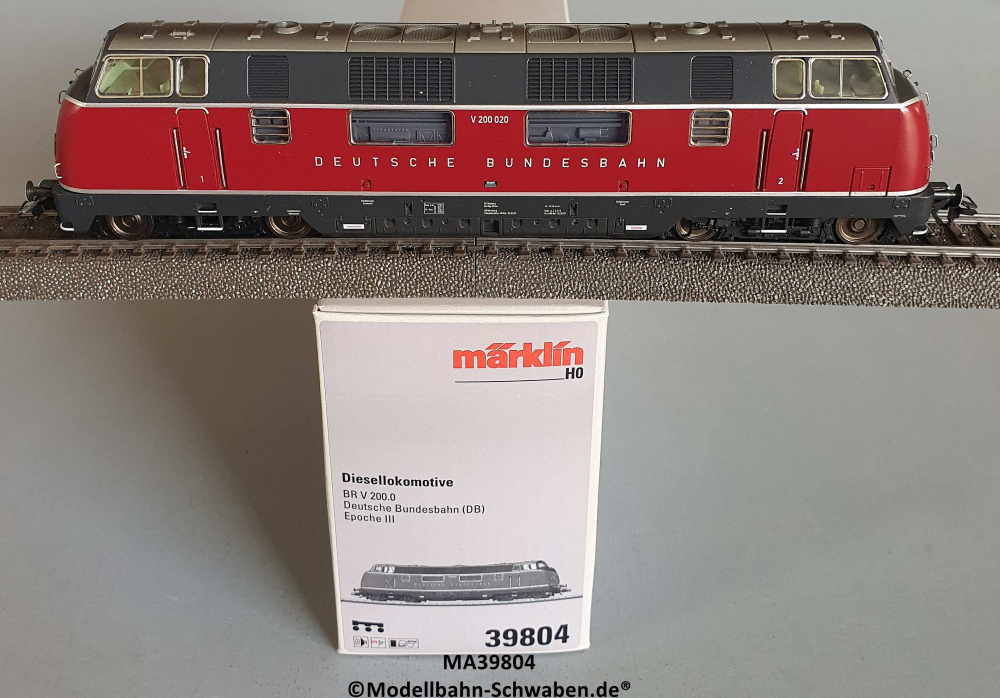 V 200 020
DEUTSCHE BUNDESBAHN
1
2
märklin
H0
Diesellokomotive
BR V 200.0
Deutsche Bundesbahn (DB)
Epoche III
39804
MA39804
©Modellbahn-Schwaben.de®